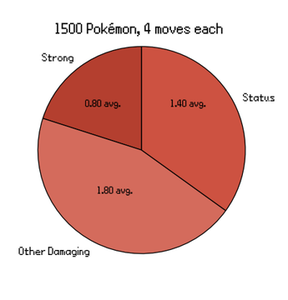 1500 Pokémon, 4 moves each
Strong
0.80 avg.
1.40 avg.
Status
1.80 avg.
Other Damaging